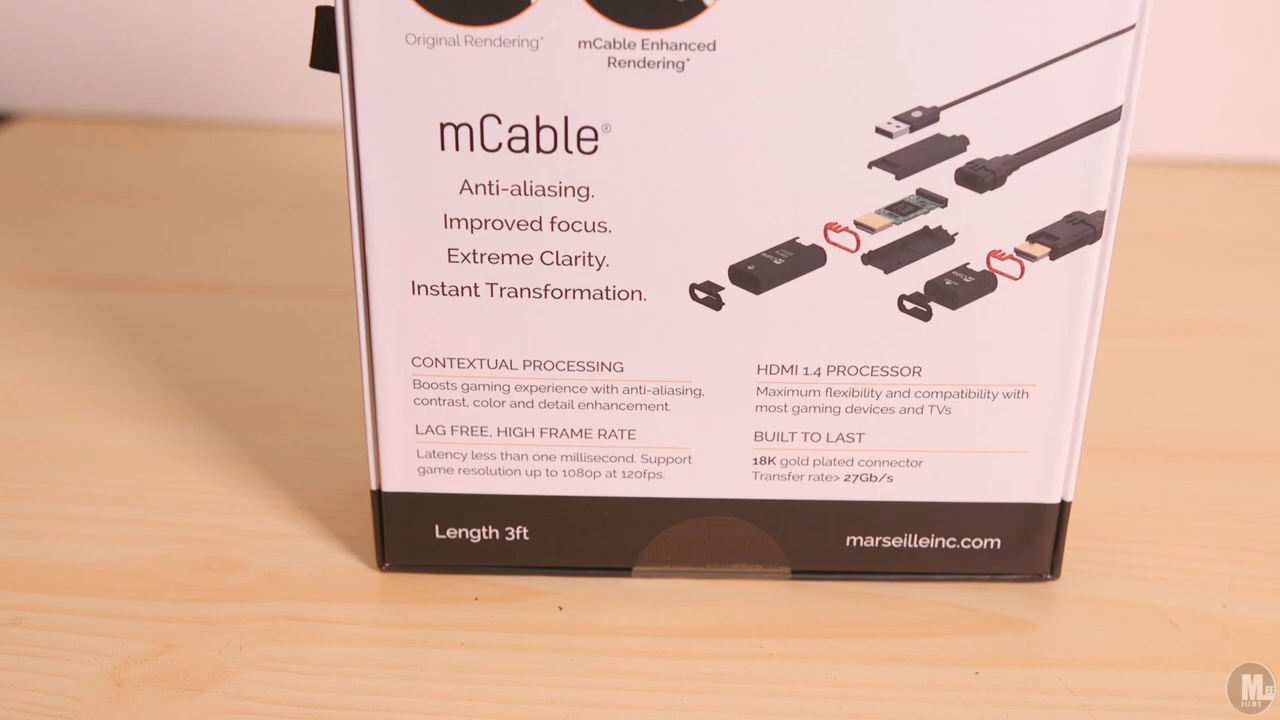 Original Rendering*
mCable Enhanced
Rendering*
mCable®
Anti-aliasing.
Improved focus.
Extreme Clarity.
Instant Transformation.
CONTEXTUAL PROCESSING
Boosts gaming experience with anti-aliasing,
contrast, color and detail enhancement.
LAG FREE, HIGH FRAME RATE
Latency less than one millisecond. Support
game resolution up to 1080p at 120fps.
HDMI 1.4 PROCESSOR
Maximum flexibility and compatibility with
most gaming devices and TVs
BUILT TO LAST
18K gold plated connector
Transfer rate> 27Gb/s
Length 3ft
marseilleinc.com